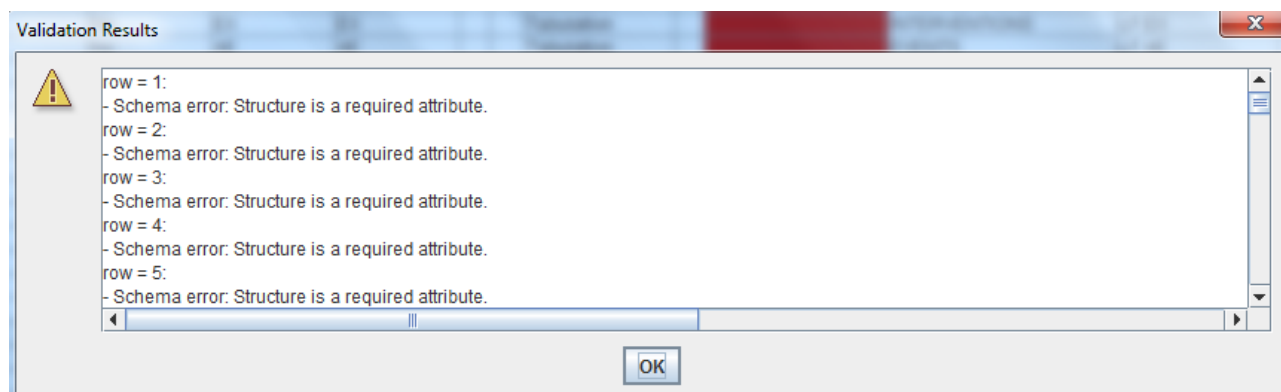 Validation Results
row = 1:
- Schema error: Structure is a required attribute.
row = 2:
- Schema error: Structure is a required attribute.
row = 3:
- Schema error: Structure is a required attribute.
row = 4:
- Schema error: Structure is a required attribute.
row = 5:
- Schema error: Structure is a required attribute.
OK